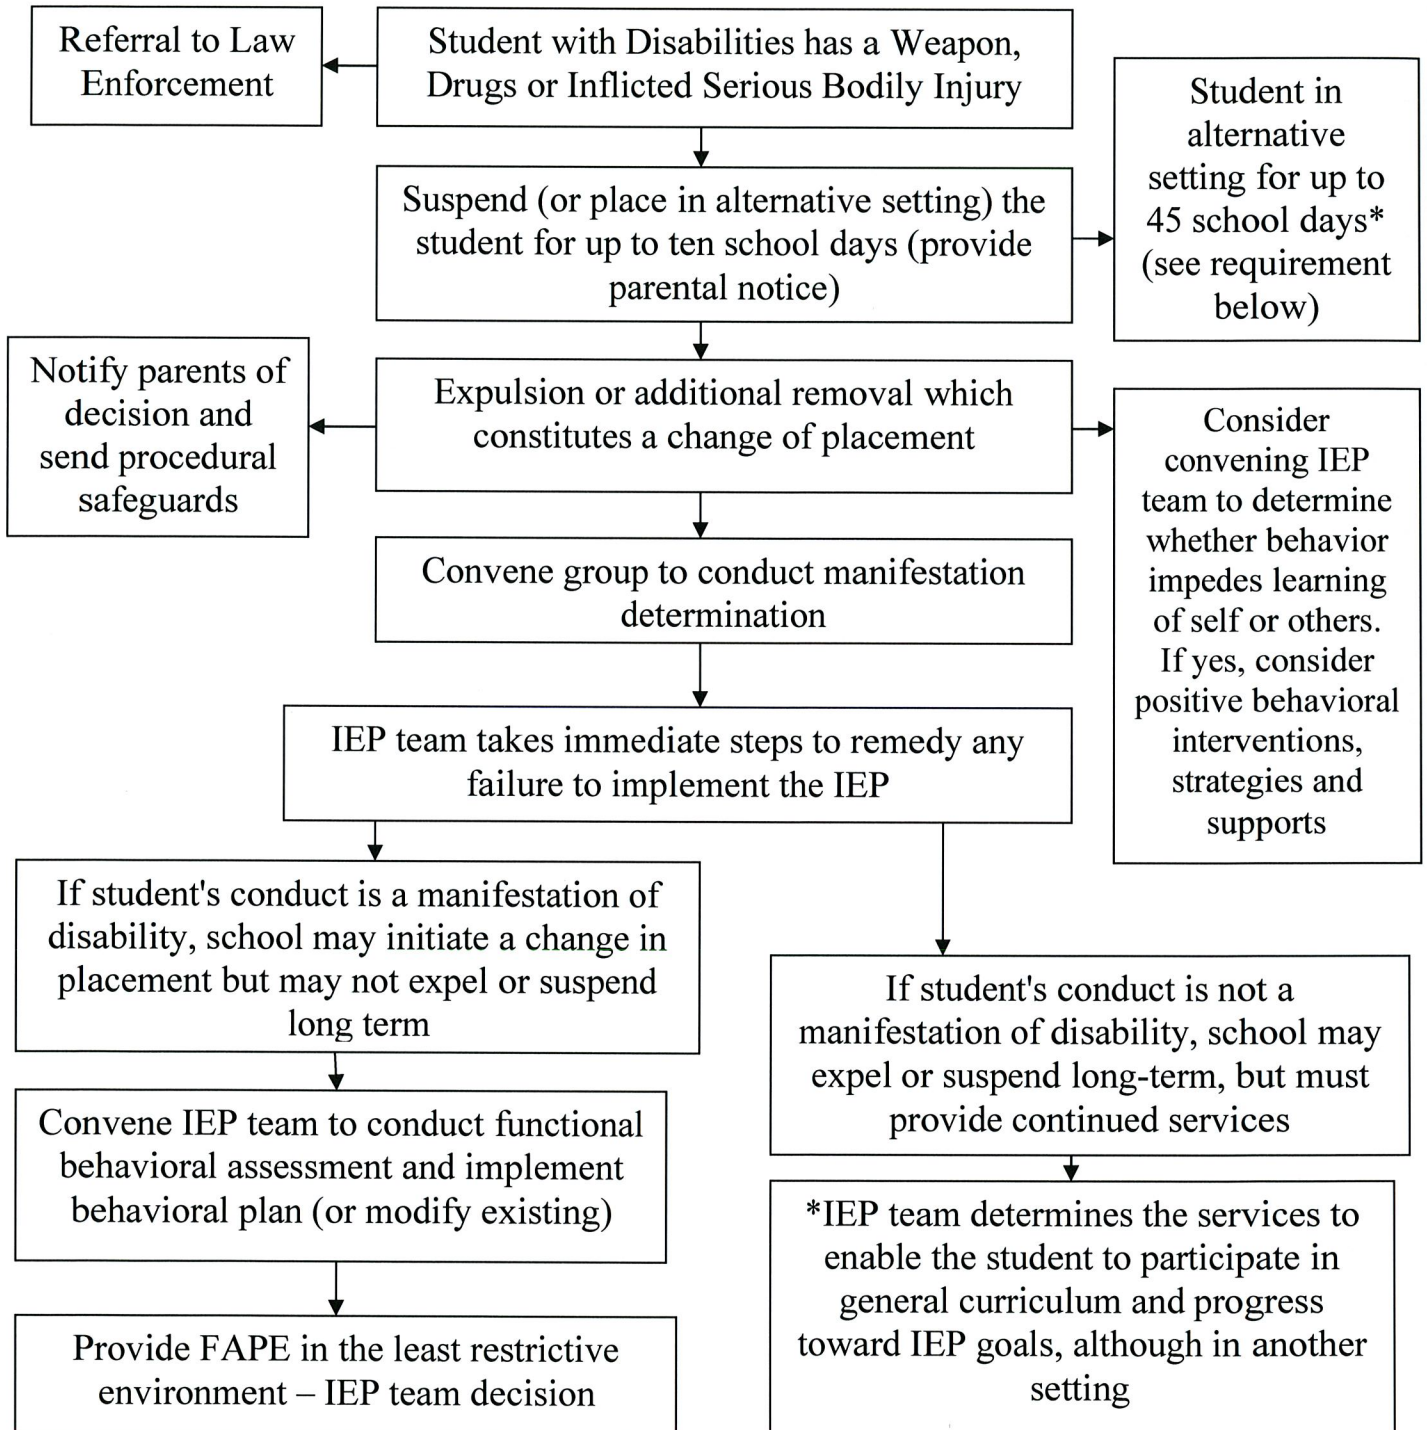 Referral to Law
Enforcement
Student with Disabilities has a Weapon,
Drugs or Inflicted Serious Bodily Injury
Student in
alternative
setting for up to
45 school days*
(see requirement
below)
Suspend (or place in alternative setting) the
student for up to ten school days (provide
parental notice)
Notify parents of
decision and
send procedural
safeguards
Expulsion or additional removal which
constitutes a change of placement
Consider
convening IEP
team to determine
whether behavior
impedes learning
of self or others.
If yes, consider
positive behavioral
interventions,
strategies and
supports
Convene group to conduct manifestation
determination
IEP team takes immediate steps to remedy any
failure to implement the IEP
If student's conduct is a manifestation of
disability, school may initiate a change in
placement but may not expel or suspend
long term
If student's conduct is not a
manifestation of disability, school may
expel or suspend long-term, but must
provide continued services
Convene IEP team to conduct functional
behavioral assessment and implement
behavioral plan (or modify existing)
*IEP team determines the services to
enable the student to participate in
general curriculum and progress
toward IEP goals, although in another
setting
Provide FAPE in the least restrictive
environment – IEP team decision